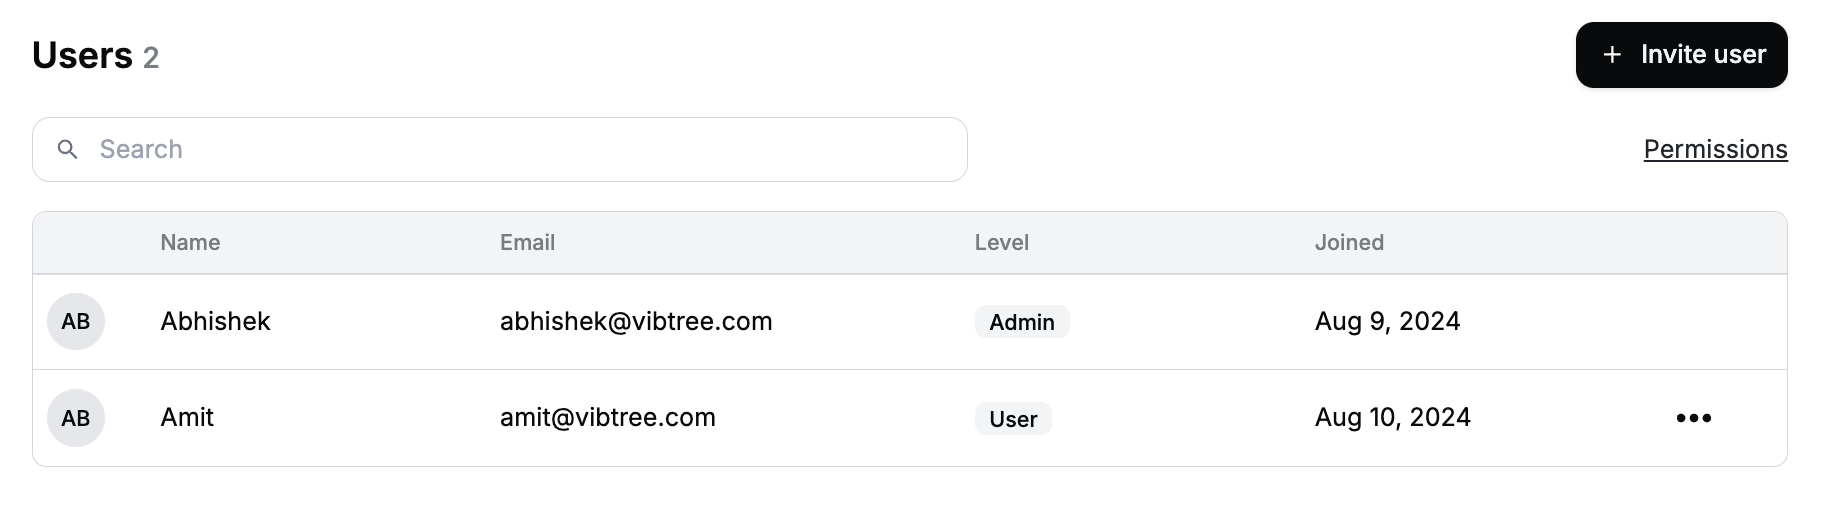 Users 2
+ Invite user
Search
Permissions
Name Email Level Joined
AB Abhishek abhishek@vibtree.com Admin Aug 9, 2024
AB Amit amit@vibtree.com User Aug 10, 2024